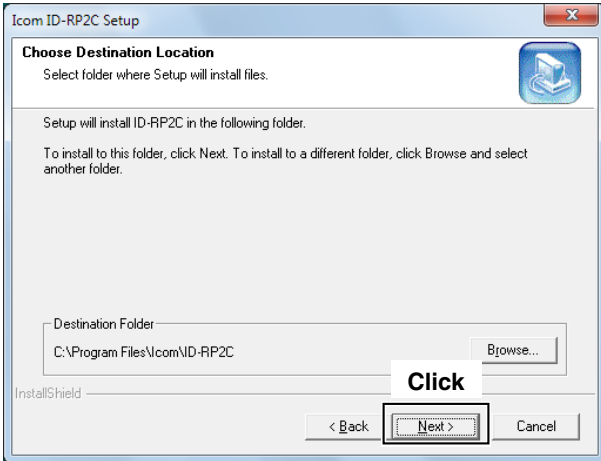 Icom ID-RP2C Setup
Choose Destination Location
Select folder where Setup will install files.
Setup will install ID-RP2C in the following folder.
To install to this folder, click Next. To install to a different folder, click Browse and select
another folder.
Destination Folder
C:\Program Files\Icom\ID-RP2C
Browse...
Click
InstallShield
< Back
Next >
Cancel